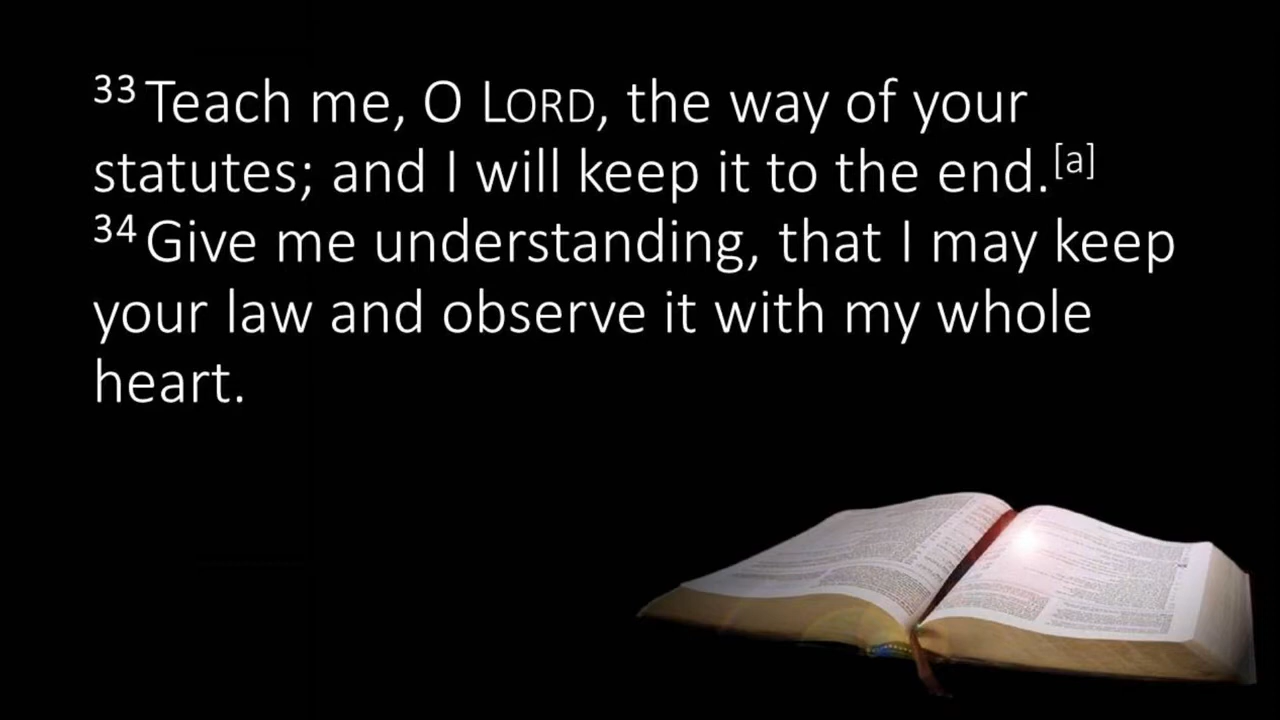 33 Teach me, O LORD, the way of your
statutes; and I will keep it to the end.[a]
34 Give me understanding, that I may keep
your law and observe it with my whole
heart.